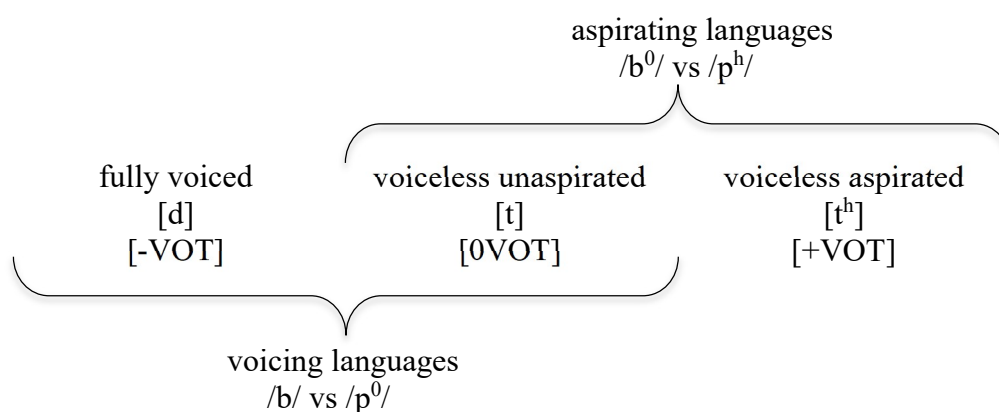 aspirating languages
/b⁰/ vs /pʰ/
fully voiced voiceless unaspirated voiceless aspirated
[d] [t] [tʰ]
[-VOT] [0VOT] [+VOT]
voicing languages
/b/ vs /p⁰/